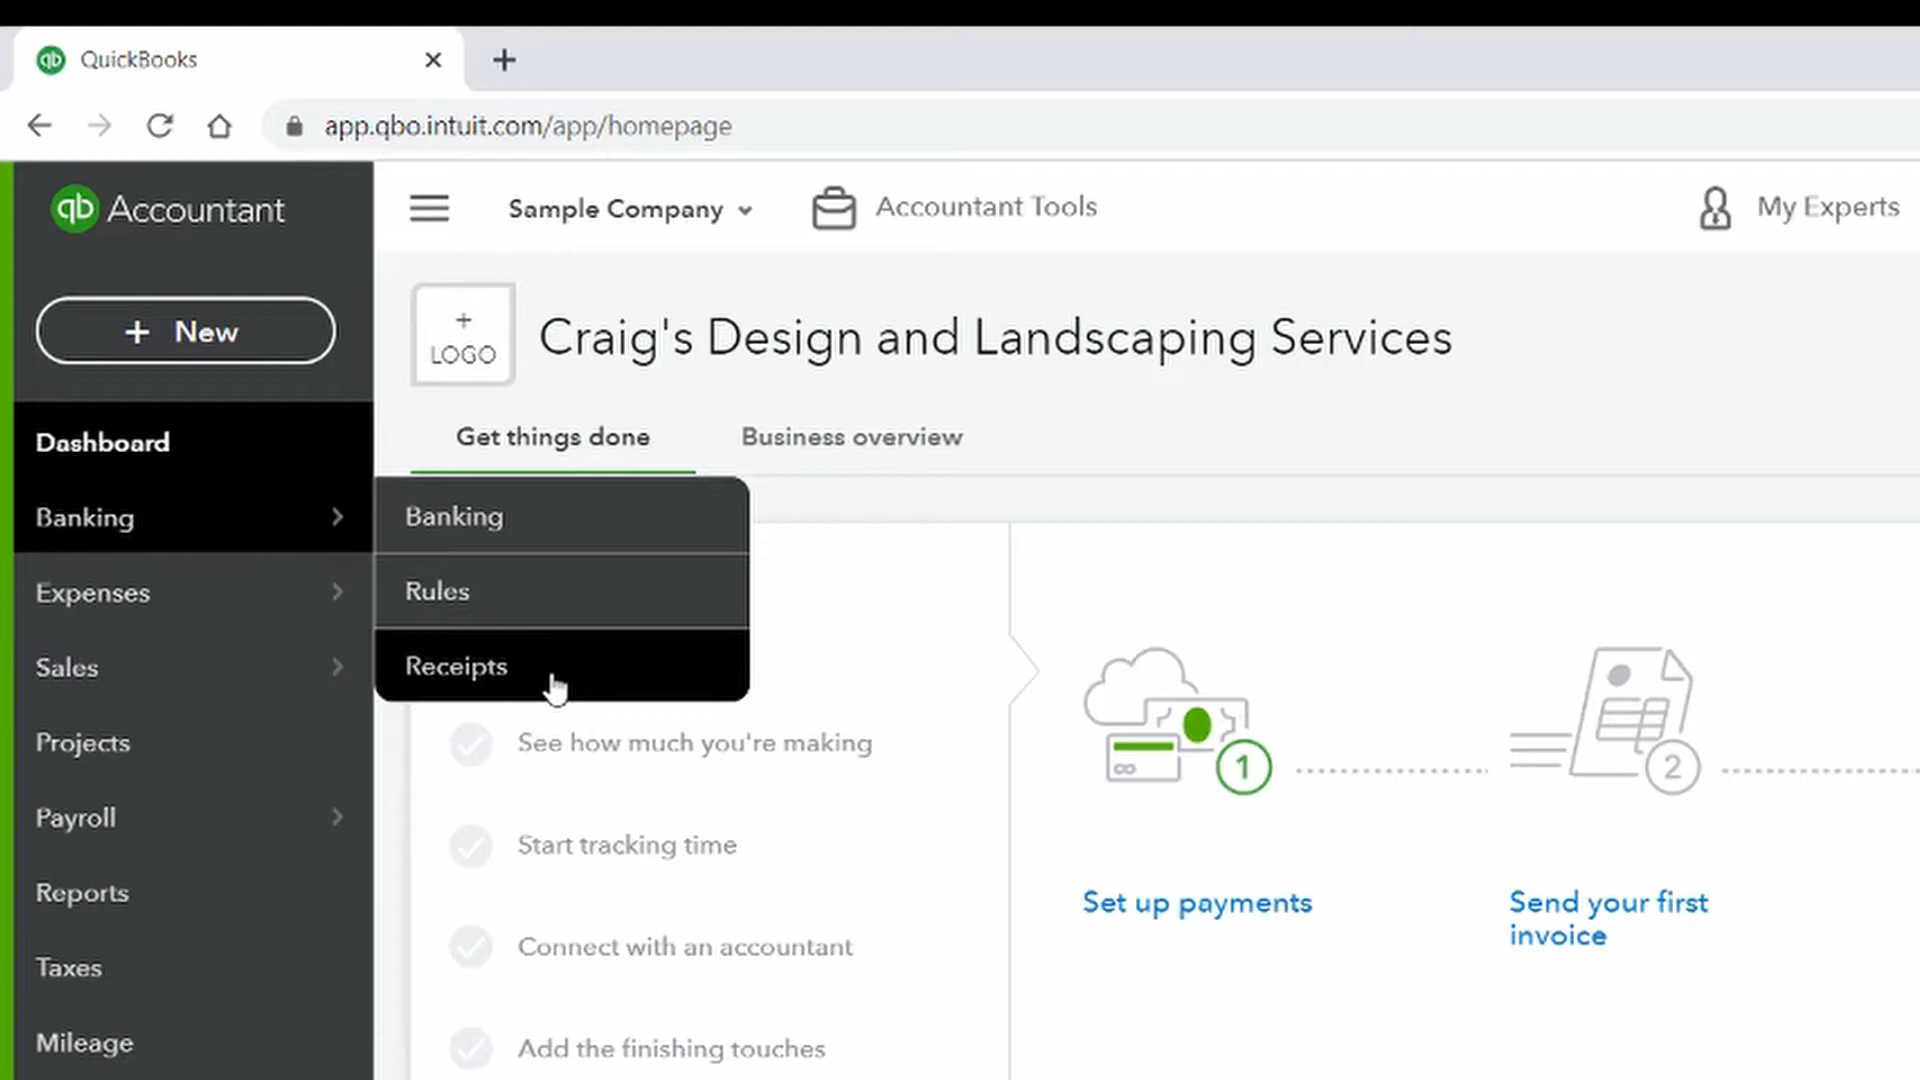 qb QuickBooks
app.qbo.intuit.com/app/homepage
qb Accountant
Sample Company
Accountant Tools
My Experts
+ New
+
LOGO
Craig's Design and Landscaping Services
Get things done
Business overview
Dashboard
Banking
Expenses
Sales
Projects
Payroll
Reports
Taxes
Mileage
Banking
Rules
Receipts
See how much you're making
Start tracking time
Connect with an accountant
Add the finishing touches
1
2
Set up payments
Send your first
invoice